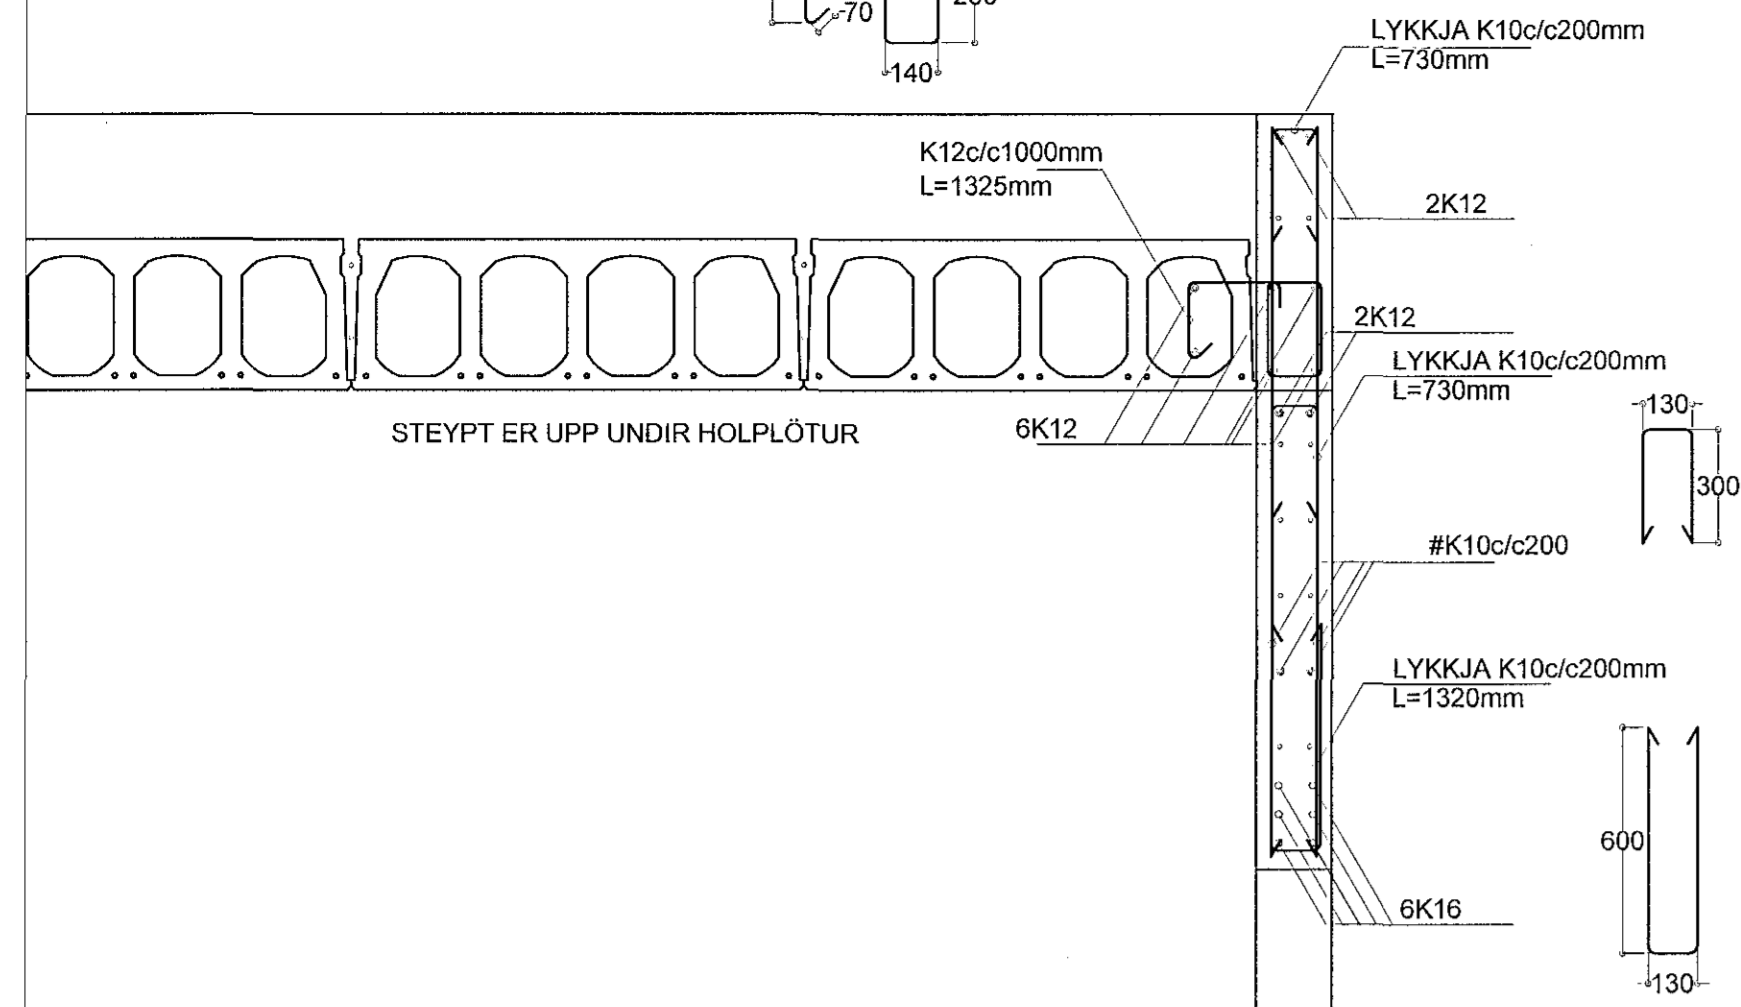 70
140
LYKKJA K10c/c200mm
L=730mm
K12c/c1000mm
L=1325mm
2K12
2K12
LYKKJA K10c/c200mm
L=730mm
130
300
6K12
STEYPT ER UPP UNDIR HOLPLÖTUR
#K10c/c200
LYKKJA K10c/c200mm
L=1320mm
600
6K16
130